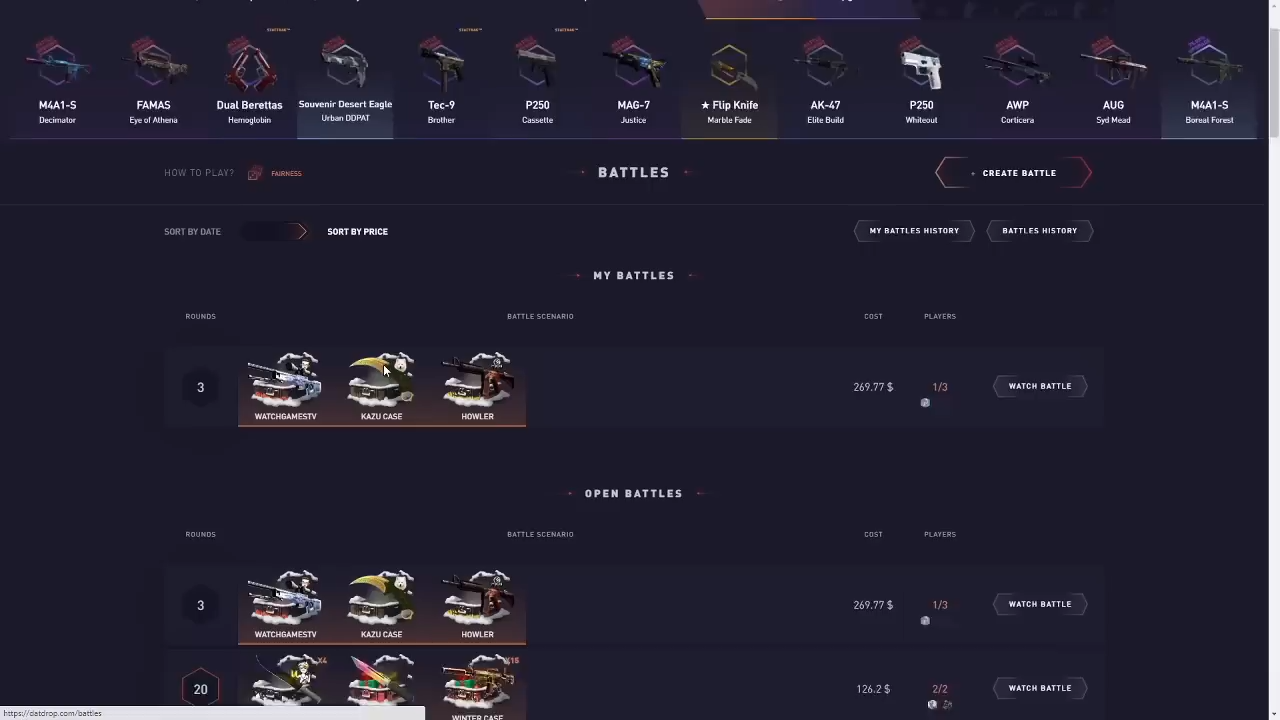 M4A1-S
Decimator
FAMAS
Eye of Athena
Dual Berettas
Hemoglobin
Souvenir Desert Eagle
Urban DDPAT
Tec-9
Brother
P250
Cassette
MAG-7
Justice
★ Flip Knife
Marble Fade
AK-47
Elite Build
P250
Whiteout
AWP
Corticera
AUG
Syd Mead
M4A1-S
Boreal Forest
HOW TO PLAY? FAIRNESS
BATTLES
CREATE BATTLE
SORT BY DATE SORT BY PRICE
MY BATTLES HISTORY BATTLES HISTORY
MY BATTLES
ROUNDS BATTLE SCENARIO COST PLAYERS
3 269.77 $ 1/3 WATCH BATTLE
WATCHGAMESTV KAZU CASE HOWLER
OPEN BATTLES
ROUNDS BATTLE SCENARIO COST PLAYERS
3 269.77 $ 1/3 WATCH BATTLE
WATCHGAMESTV KAZU CASE HOWLER
X4 X15
20 126.2 $ 2/2 WATCH BATTLE
WINTER CASE
https://datdrop.com/battles